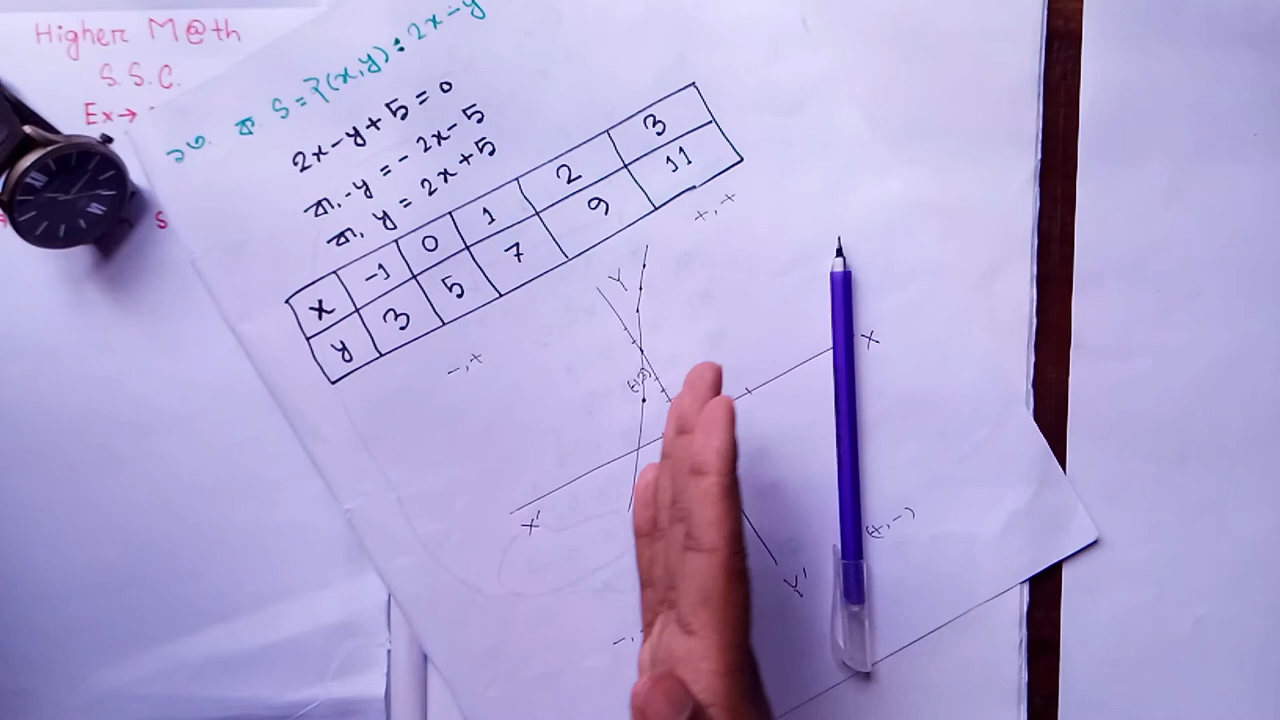 Higher M@th
S.S.C.
Ex→
২৩. ক. S = {(x,y) : 2x-y
2x-y+5=0
বা, -y = -2x-5
বা, y = 2x+5
x -1 0 1 2 3
y 3 5 7 9 11
+,+
-,+
Y
X
X'
(+,-)
Y'
-,-